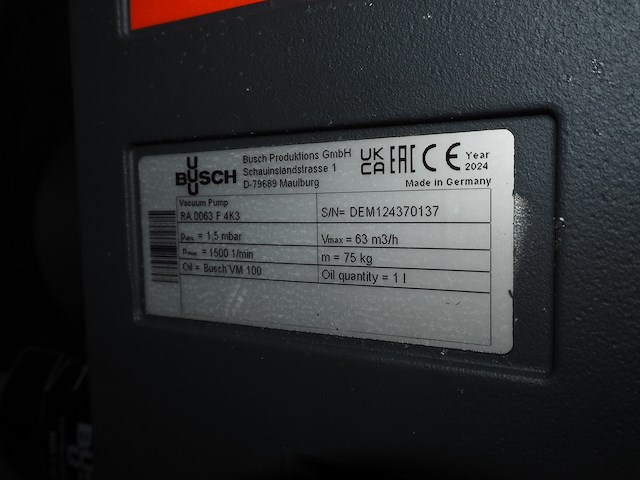 BUSCH
Busch Produktions GmbH
Schauinslandstrasse 1
D-79689 Maulburg
UK CA EAC CE Year 2024
Made in Germany
Vacuum Pump
RA 0063 F 4K3
S/N= DEM124370137
= 1,5 mbar
Vmax = 63 m3/h
= 1500 1/min
m = 75 kg
Oil = Busch VM 100
Oil quantity = 1 l